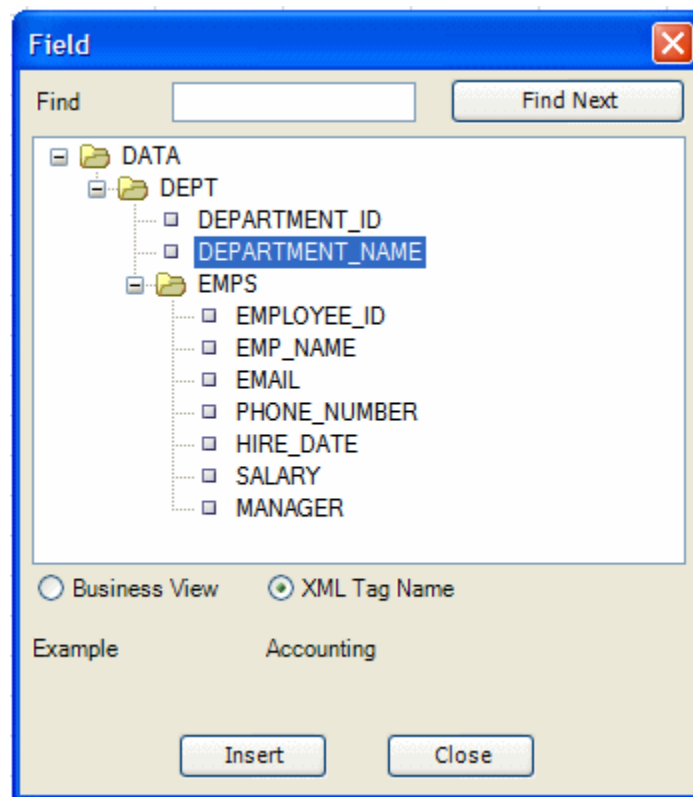 Field
Find Find Next
DATA
DEPT
DEPARTMENT_ID
DEPARTMENT_NAME
EMPS
EMPLOYEE_ID
EMP_NAME
EMAIL
PHONE_NUMBER
HIRE_DATE
SALARY
MANAGER
Business View XML Tag Name
Example Accounting
Insert Close